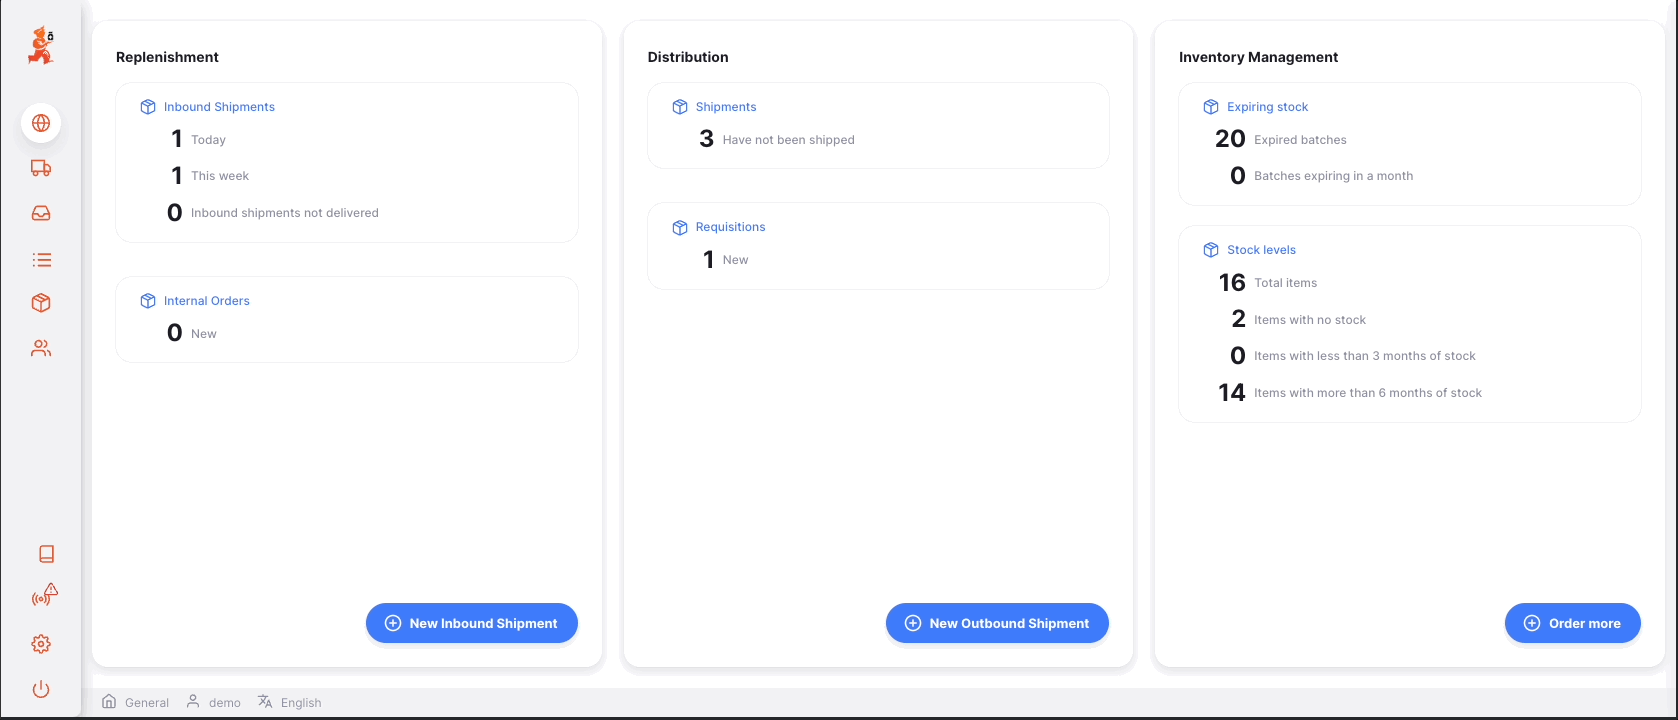 Replenishment
Inbound Shipments
1 Today
1 This week
0 Inbound shipments not delivered
Internal Orders
0 New
New Inbound Shipment
Distribution
Shipments
3 Have not been shipped
Requisitions
1 New
New Outbound Shipment
Inventory Management
Expiring stock
20 Expired batches
0 Batches expiring in a month
Stock levels
16 Total items
2 Items with no stock
0 Items with less than 3 months of stock
14 Items with more than 6 months of stock
Order more
General demo English